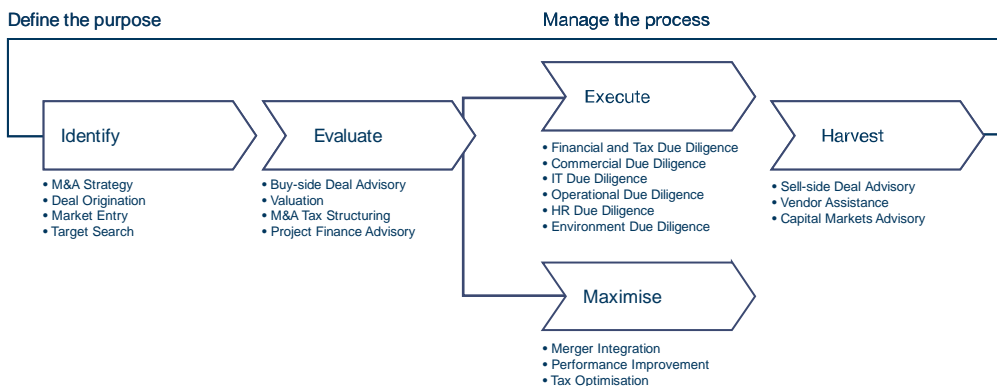 Define the purpose
Manage the process
Identify
• M&A Strategy
• Deal Origination
• Market Entry
• Target Search
Evaluate
• Buy-side Deal Advisory
• Valuation
• M&A Tax Structuring
• Project Finance Advisory
Execute
• Financial and Tax Due Diligence
• Commercial Due Diligence
• IT Due Diligence
• Operational Due Diligence
• HR Due Diligence
• Environment Due Diligence
Maximise
• Merger Integration
• Performance Improvement
• Tax Optimisation
Harvest
• Sell-side Deal Advisory
• Vendor Assistance
• Capital Markets Advisory